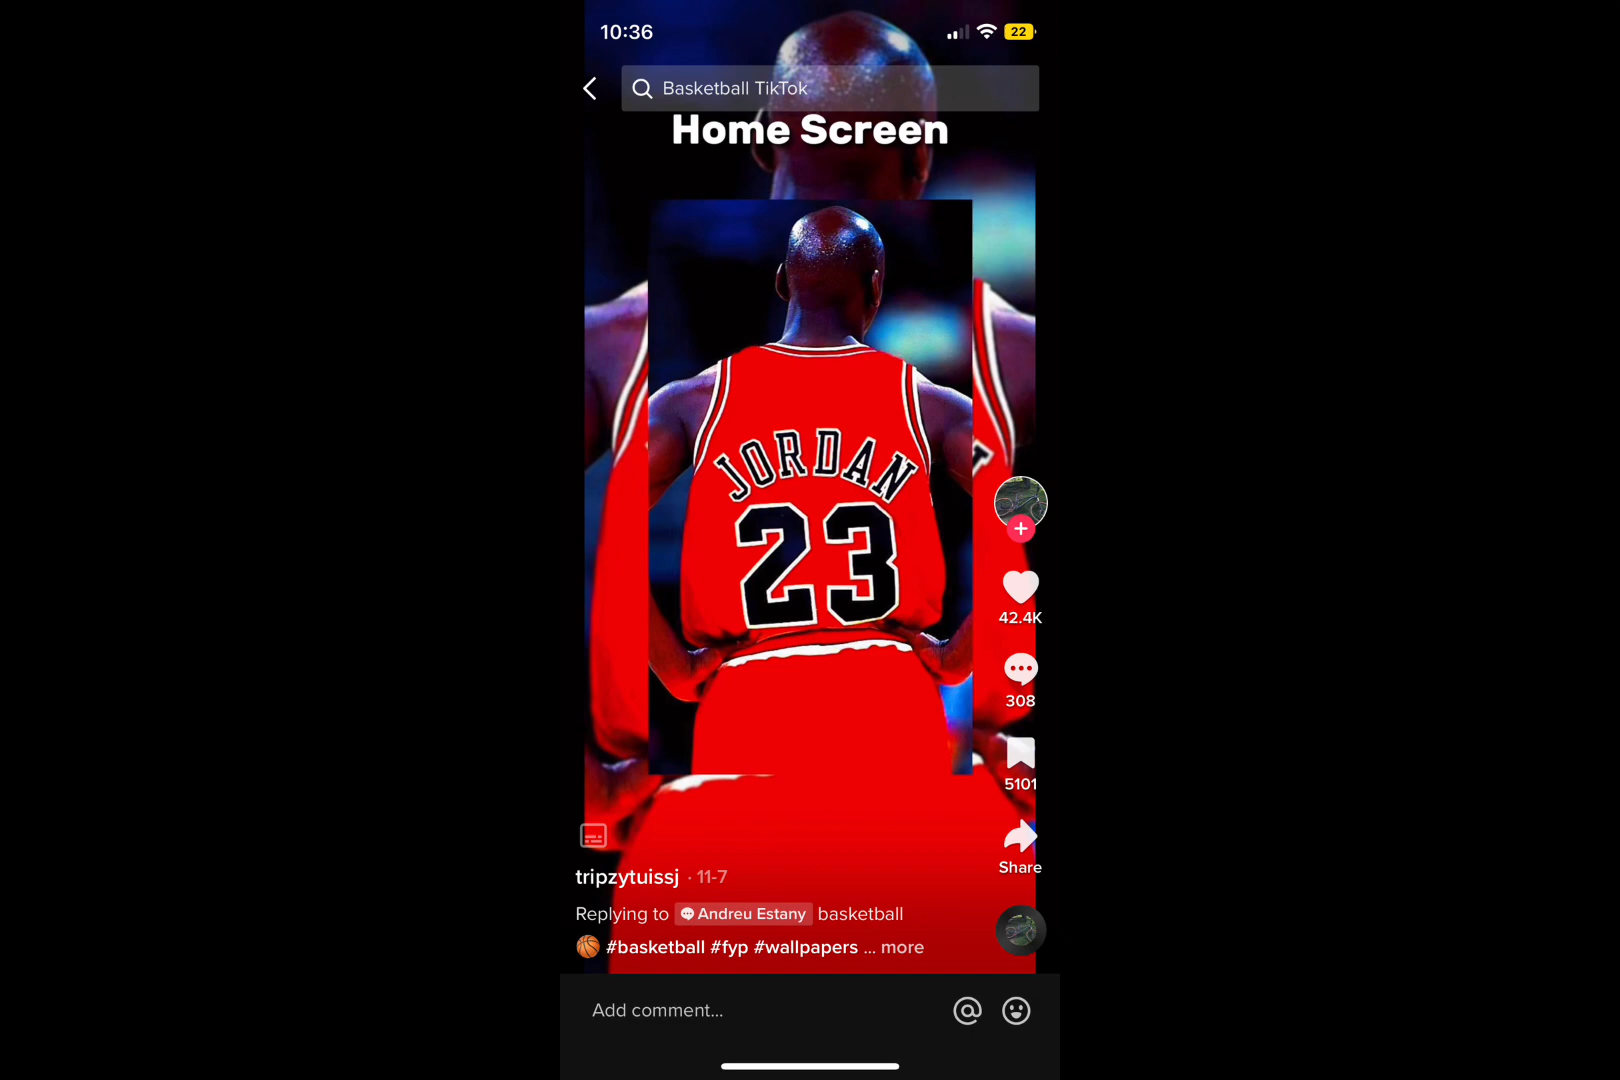 10:36
22
Basketball TikTok
Home Screen
JORDAN
23
42.4K
308
5101
Share
tripzytuissj · 11-7
Replying to Andreu Estany basketball
#basketball #fyp #wallpapers ... more
Add comment...